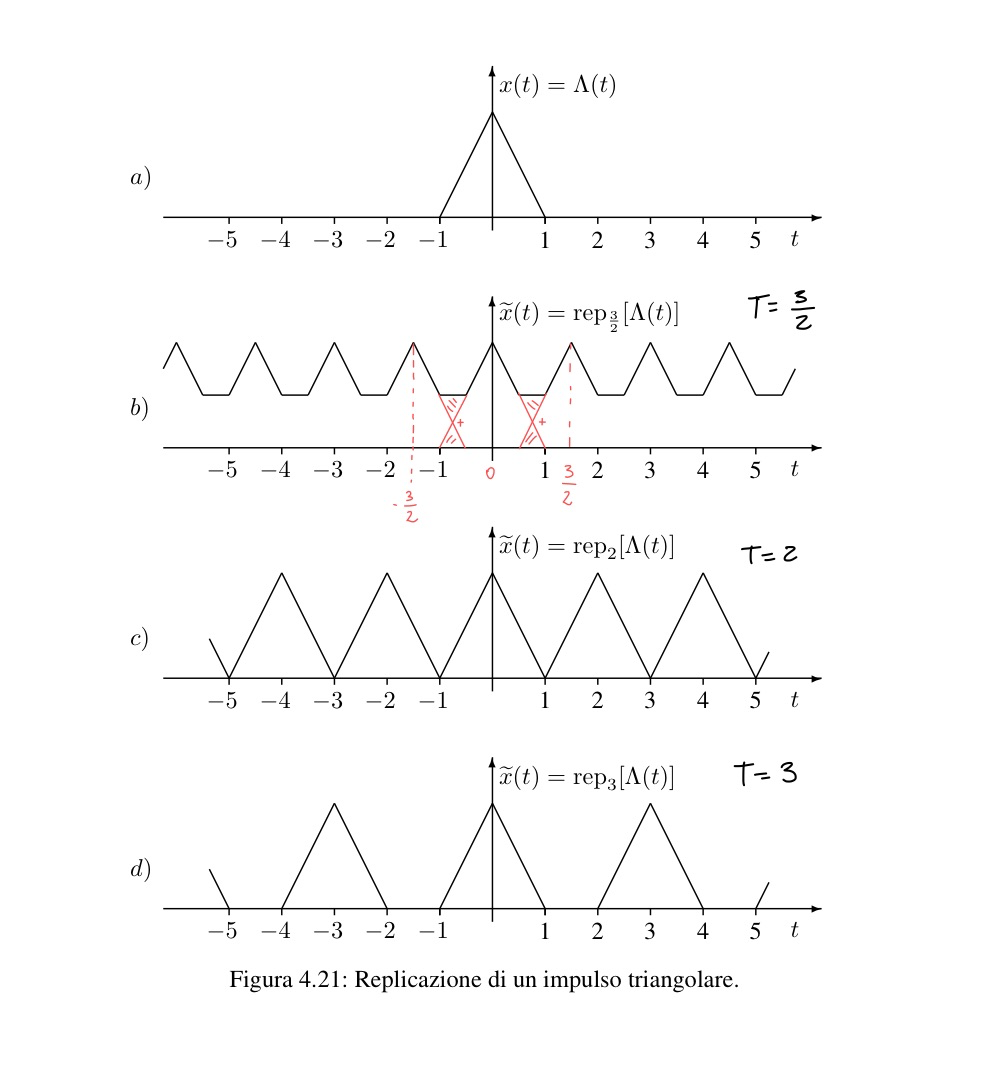 x(t) = Λ(t)
a)
−5 −4 −3 −2 −1 1 2 3 4 5 t
x̃(t) = rep_{3/2}[Λ(t)] T = 3/2
b)
+ +
−5 −4 −3 −2 −1 0 1 3/2 2 3 4 5 t
- 3/2
x̃(t) = rep_2[Λ(t)] T = 2
c)
−5 −4 −3 −2 −1 1 2 3 4 5 t
x̃(t) = rep_3[Λ(t)] T = 3
d)
−5 −4 −3 −2 −1 1 2 3 4 5 t
Figura 4.21: Replicazione di un impulso triangolare.